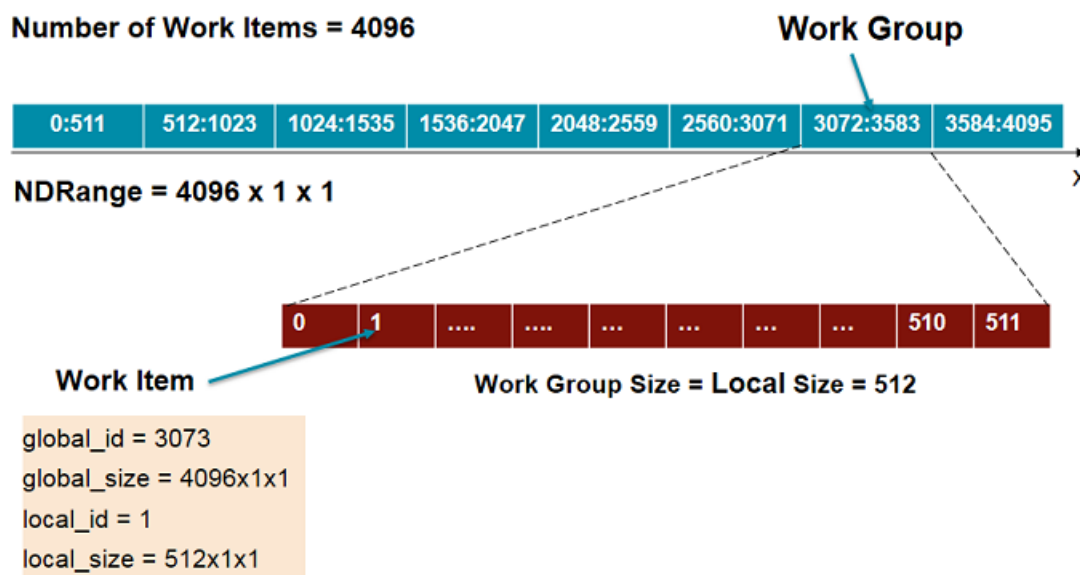 Number of Work Items = 4096
Work Group
0:511 512:1023 1024:1535 1536:2047 2048:2559 2560:3071 3072:3583 3584:4095
X
NDRange = 4096 x 1 x 1
0 1 .... .... ... ... ... ... 510 511
Work Item
Work Group Size = Local Size = 512
global_id = 3073
global_size = 4096x1x1
local_id = 1
local_size = 512x1x1